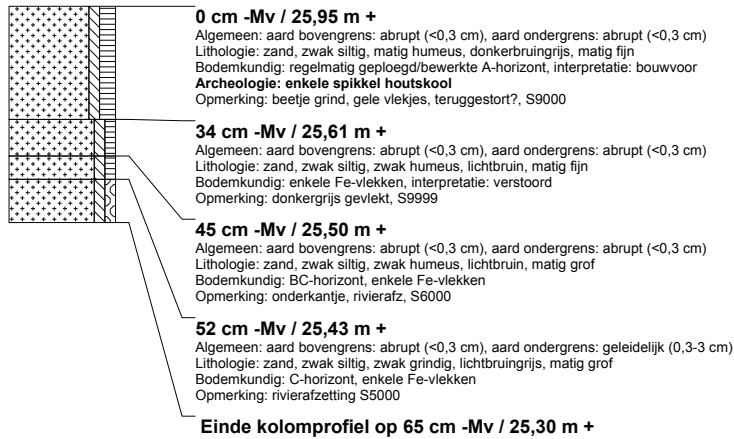 0 cm -Mv / 25,95 m +
Algemeen: aard bovengrens: abrupt (<0,3 cm), aard ondergrens: abrupt (<0,3 cm)
Lithologie: zand, zwak siltig, matig humeus, donkerbruingrijs, matig fijn
Bodemkundig: regelmatig geploegd/bewerkte A-horizont, interpretatie: bouwvoor
Archeologie: enkele spikkel houtskool
Opmerking: beetje grind, gele vlekjes, teruggestort?, S9000
34 cm -Mv / 25,61 m +
Algemeen: aard bovengrens: abrupt (<0,3 cm), aard ondergrens: abrupt (<0,3 cm)
Lithologie: zand, zwak siltig, zwak humeus, lichtbruin, matig fijn
Bodemkundig: enkele Fe-vlekken, interpretatie: verstoord
Opmerking: donkergrijs gevlekt, S9999
45 cm -Mv / 25,50 m +
Algemeen: aard bovengrens: abrupt (<0,3 cm), aard ondergrens: abrupt (<0,3 cm)
Lithologie: zand, zwak siltig, zwak humeus, lichtbruin, matig grof
Bodemkundig: BC-horizont, enkele Fe-vlekken
Opmerking: onderkantje, rivierafz, S6000
52 cm -Mv / 25,43 m +
Algemeen: aard bovengrens: abrupt (<0,3 cm), aard ondergrens: geleidelijk (0,3-3 cm)
Lithologie: zand, zwak siltig, zwak grindig, lichtbruingrijs, matig grof
Bodemkundig: C-horizont, enkele Fe-vlekken
Opmerking: rivierafzetting S5000
Einde kolomprofiel op 65 cm -Mv / 25,30 m +